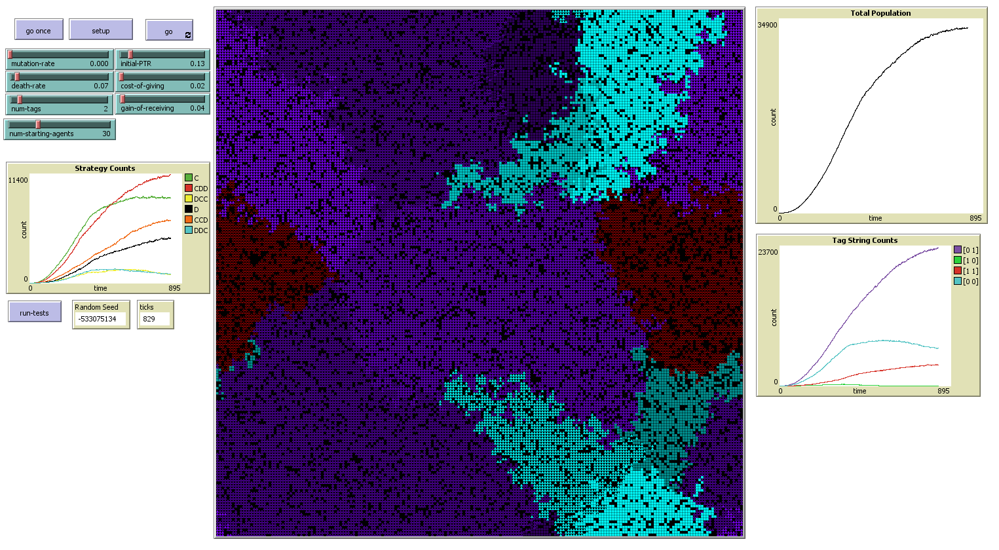 go once
setup
go
mutation-rate 0.000
initial-PTR 0.13
death-rate 0.07
cost-of-giving 0.02
num-tags 2
gain-of-receiving 0.04
num-starting-agents 30
Strategy Counts
11400
count
0
0
time
895
C
CDD
DCC
D
CCD
DDC
run-tests
Random Seed
-533075134
ticks
829
Total Population
34900
count
0
0
time
895
Tag String Counts
23700
count
0
0
time
895
[0 1]
[1 0]
[1 1]
[0 0]